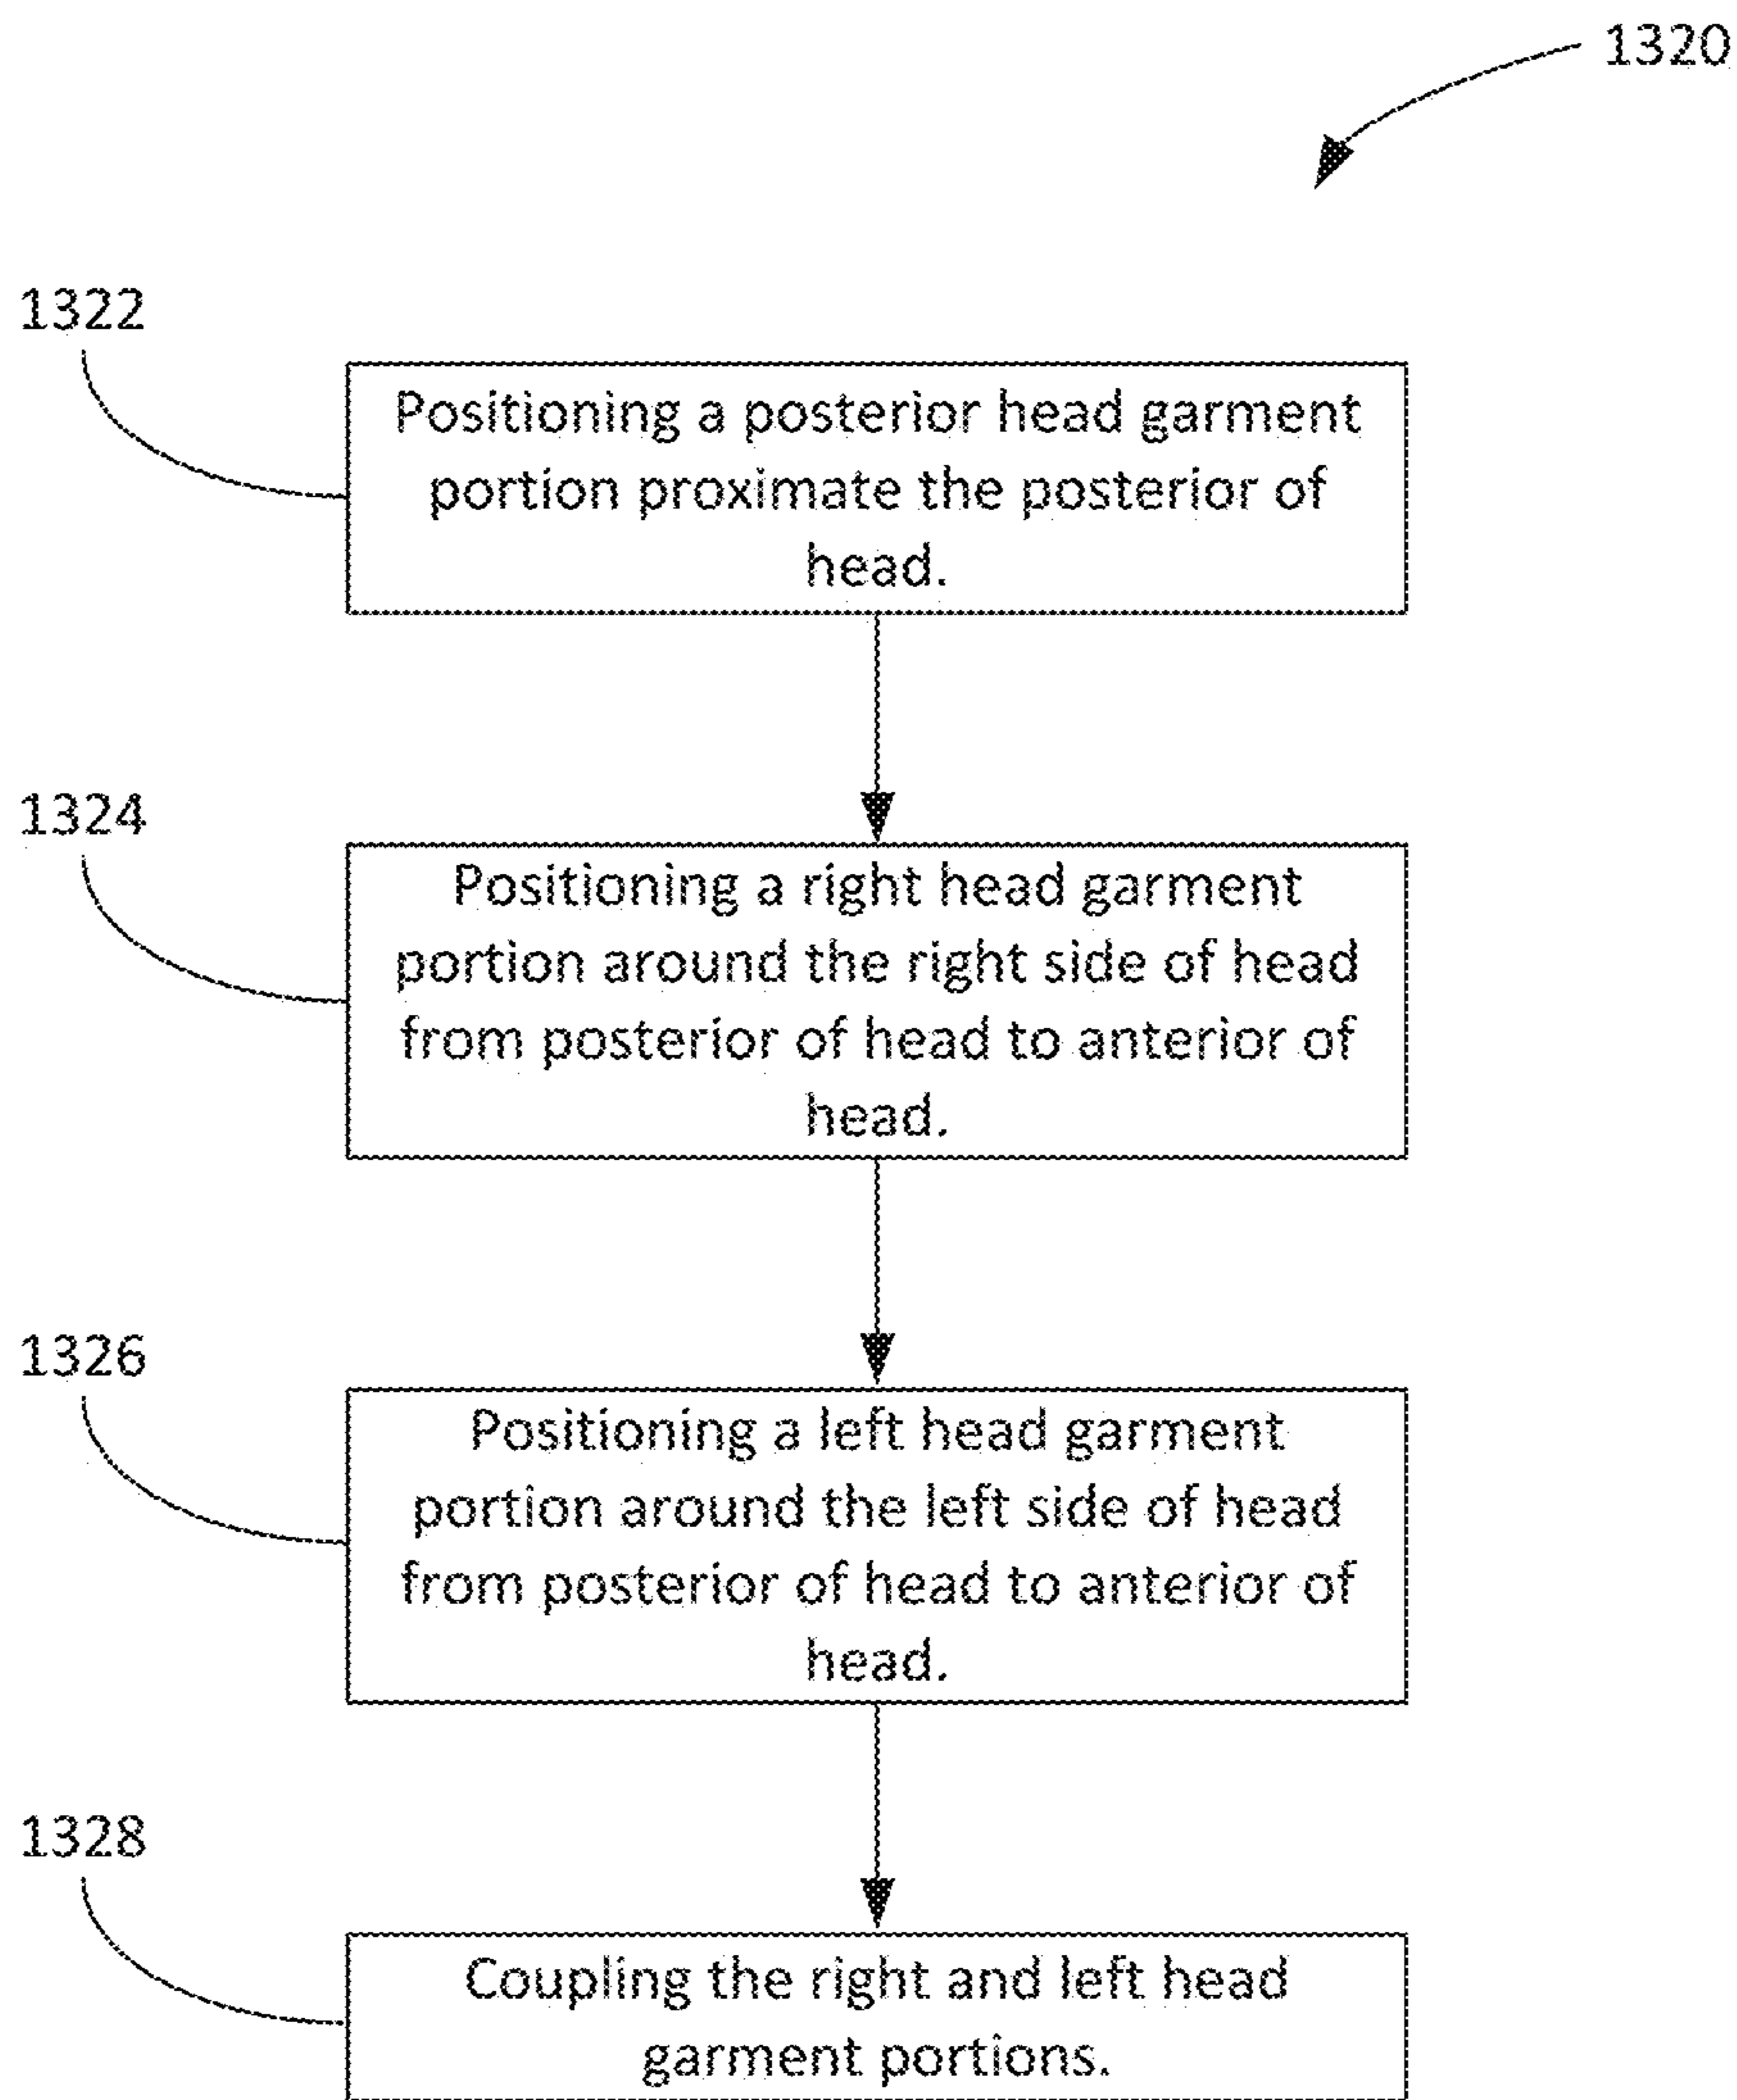 1320
1322
Positioning a posterior head garment
portion proximate the posterior of
head.
1324
Positioning a right head garment
portion around the right side of head
from posterior of head to anterior of
head.
1326
Positioning a left head garment
portion around the left side of head
from posterior of head to anterior of
head.
1328
Coupling the right and left head
garment portions.